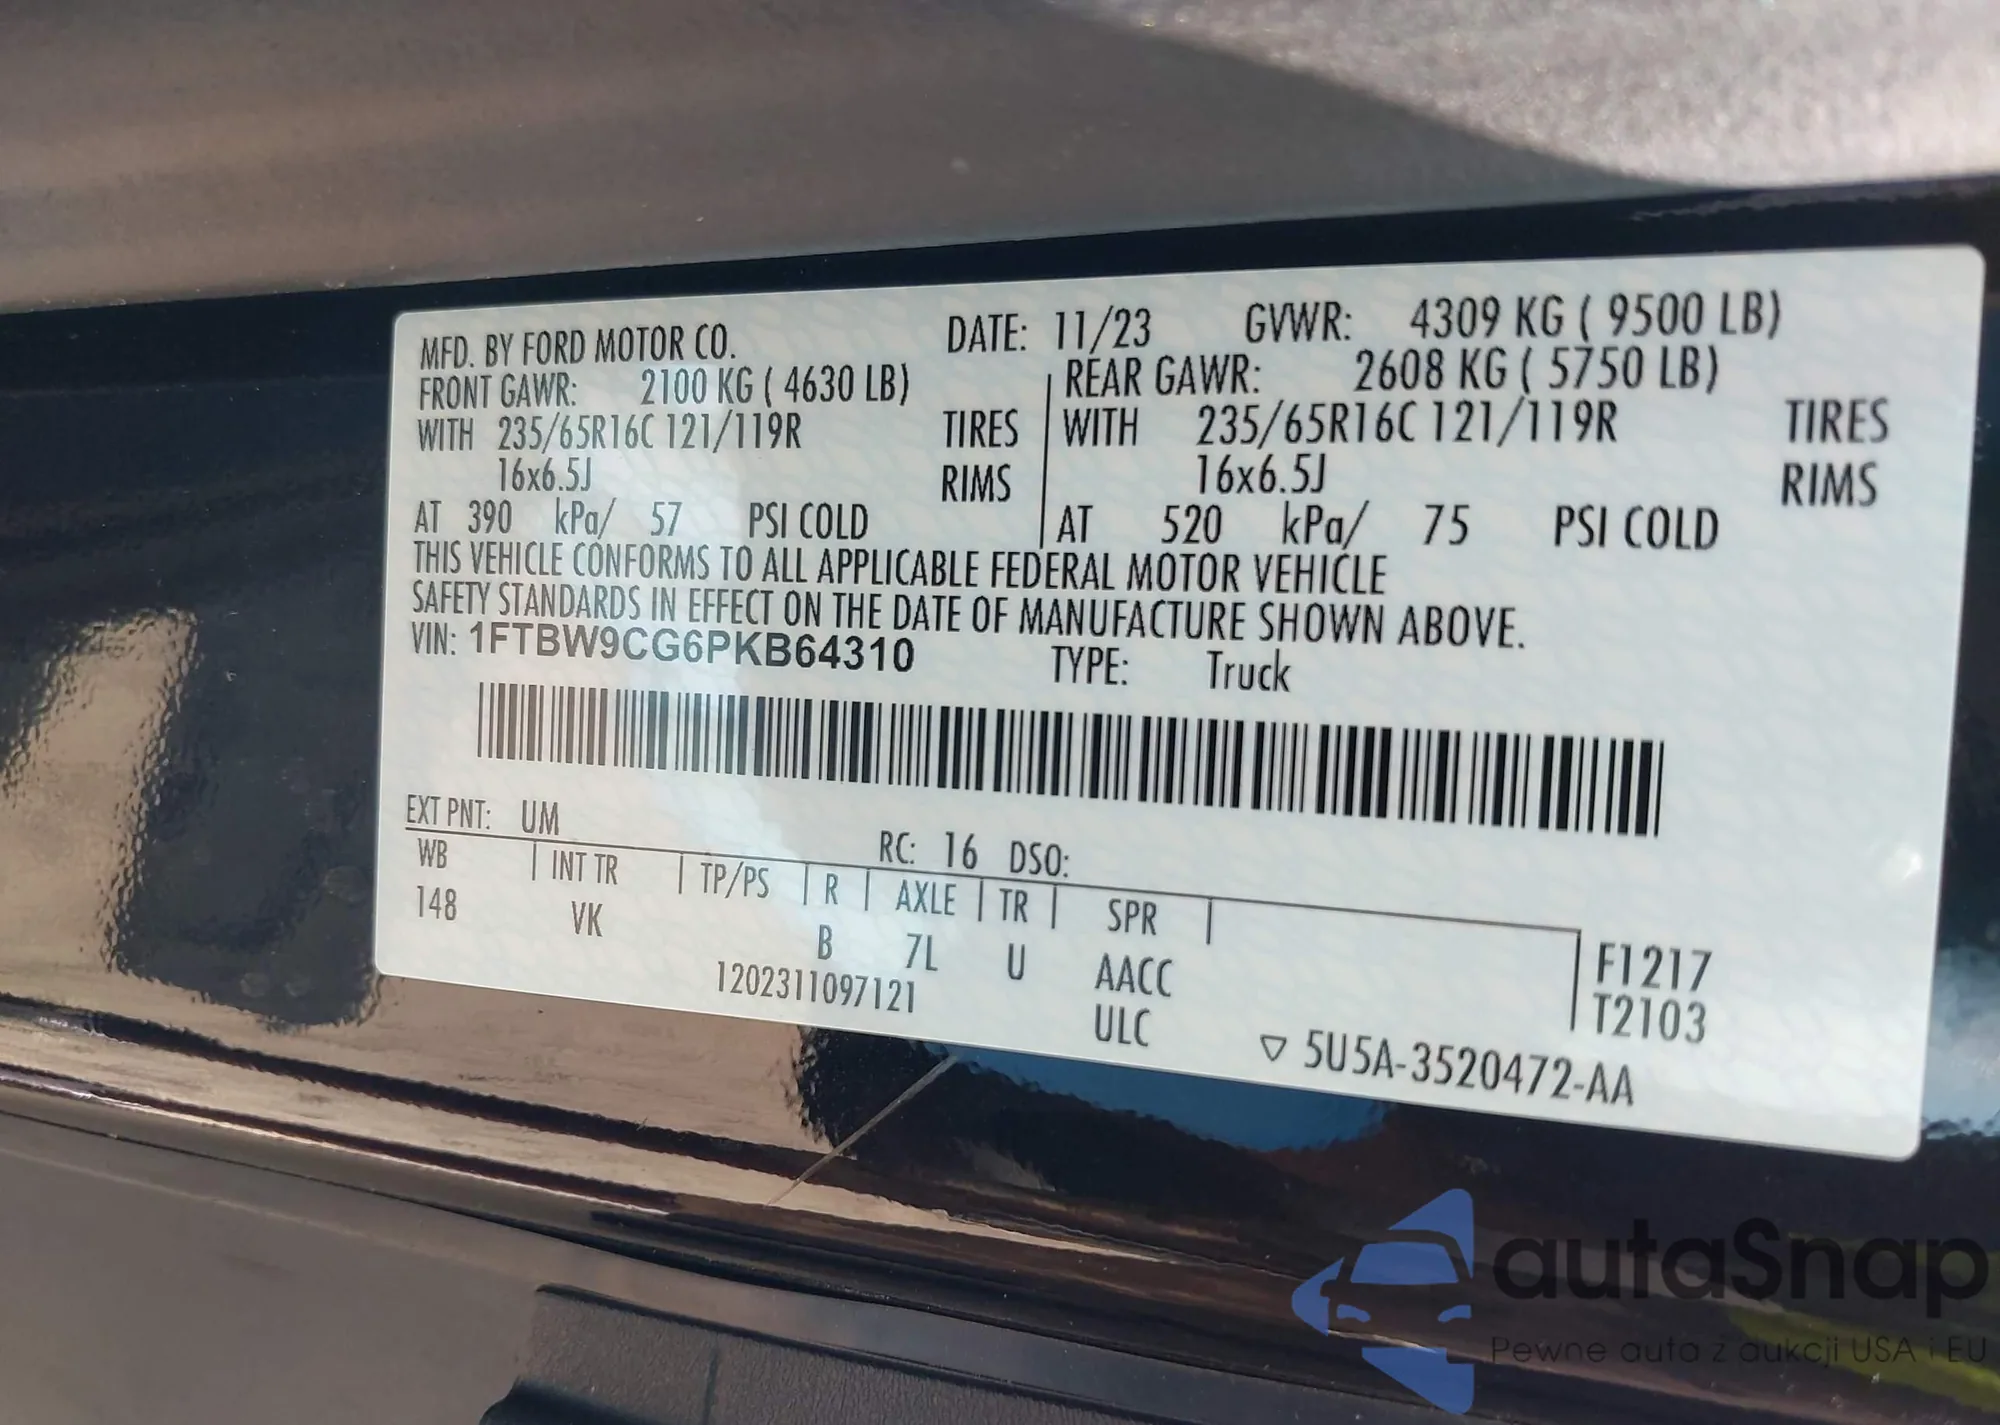 MFD. BY FORD MOTOR CO. DATE: 11/23 GVWR: 4309 KG ( 9500 LB)
FRONT GAWR: 2100 KG ( 4630 LB) REAR GAWR: 2608 KG ( 5750 LB)
WITH 235/65R16C 121/119R TIRES WITH 235/65R16C 121/119R TIRES
16x6.5J RIMS 16x6.5J RIMS
AT 390 kPa/ 57 PSI COLD AT 520 kPa/ 75 PSI COLD
THIS VEHICLE CONFORMS TO ALL APPLICABLE FEDERAL MOTOR VEHICLE
SAFETY STANDARDS IN EFFECT ON THE DATE OF MANUFACTURE SHOWN ABOVE.
VIN: 1FTBW9CG6PKB64310 TYPE: Truck
EXT PNT: UM RC: 16 DSO:
WB INT TR TP/PS R AXLE TR SPR
148 VK B 7L U AACC F1217
1202311097121 ULC T2103
▽ 5U5A-3520472-AA
autaSnap
Pewne auta z aukcji USA i EU